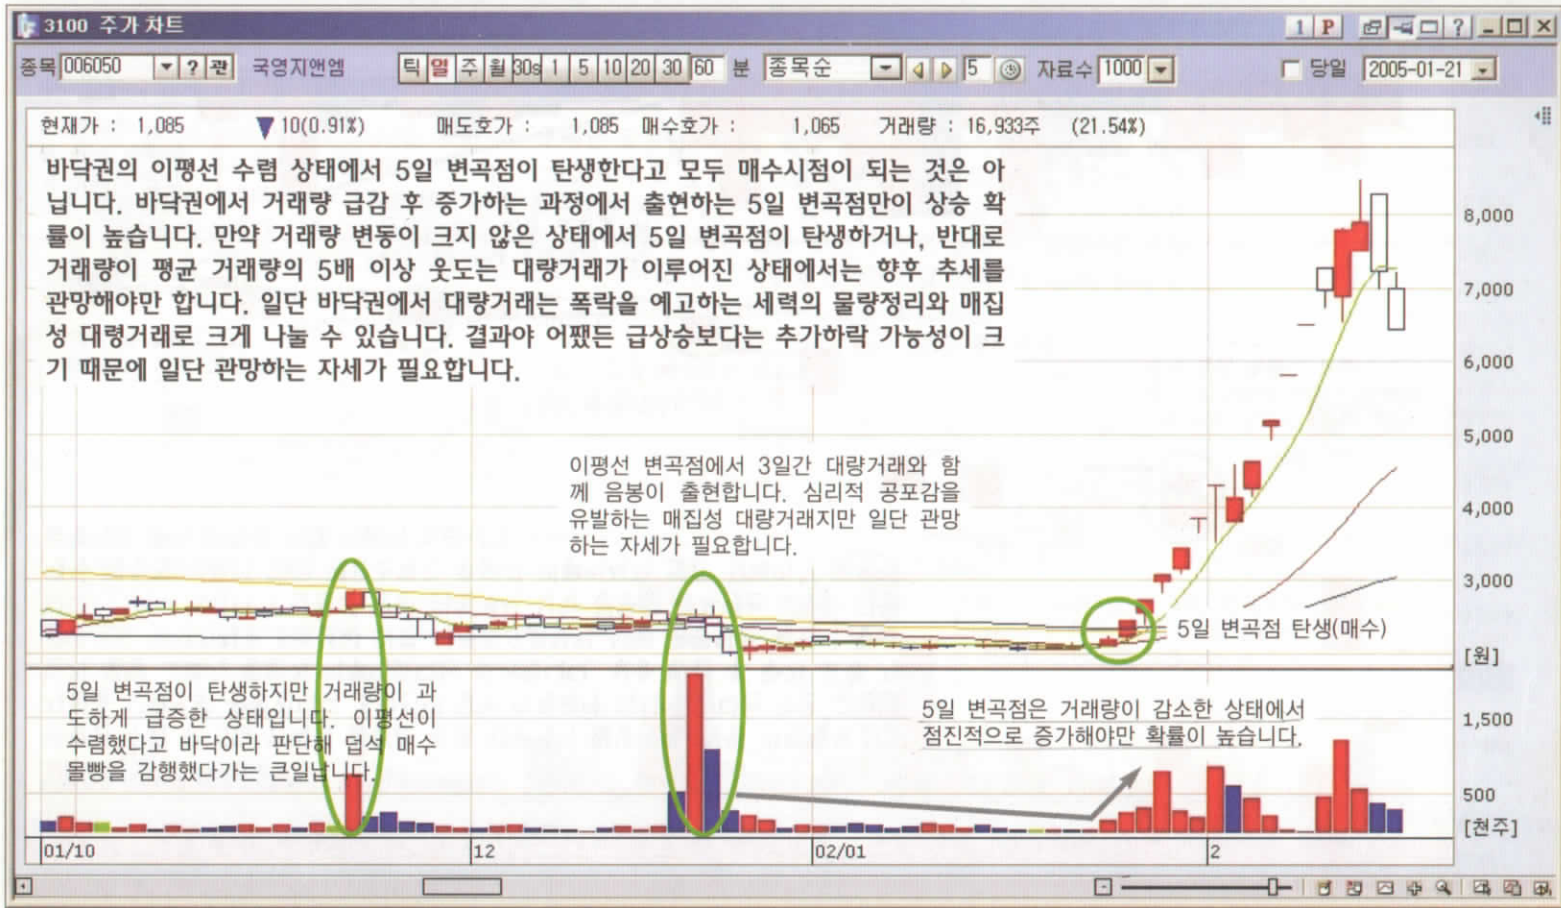 3100 주가차트
1 P ?
종목 006050 ? 관 국영지앤엠 틱 일 주 월 30s 1 5 10 20 30 60 분 종목순 5 자료수 1000 당일 2005-01-21
현재가 : 1,085 ▼ 10(0.91%) 매도호가 : 1,085 매수호가 : 1,065 거래량 : 16,933주 (21.54%)
바닥권의 이평선 수렴 상태에서 5일 변곡점이 탄생한다고 모두 매수시점이 되는 것은 아
닙니다. 바닥권에서 거래량 급감 후 증가하는 과정에서 출현하는 5일 변곡점만이 상승 확
률이 높습니다. 만약 거래량 변동이 크지 않은 상태에서 5일 변곡점이 탄생하거나, 반대로
거래량이 평균 거래량의 5배 이상 웃도는 대량거래가 이루어진 상태에서는 향후 추세를
관망해야만 합니다. 일단 바닥권에서 대량거래는 폭락을 예고하는 세력의 물량정리와 매집
성 대령거래로 크게 나눌 수 있습니다. 결과야 어쨌든 급상승보다는 추가하락 가능성이 크
기 때문에 일단 관망하는 자세가 필요합니다.
8,000
7,000
6,000
5,000
4,000
3,000
[원]
이평선 변곡점에서 3일간 대량거래와 함
께 음봉이 출현합니다. 심리적 공포감을
유발하는 매집성 대량거래지만 일단 관망
하는 자세가 필요합니다.
5일 변곡점 탄생(매수)
5일 변곡점이 탄생하지만 거래량이 과
도하게 급증한 상태입니다. 이평선이
수렴했다고 바닥이라 판단해 덥석 매수
몰빵을 감행했다가는 큰일납니다.
5일 변곡점은 거래량이 감소한 상태에서
점진적으로 증가해야만 확률이 높습니다.
1,500
500
[천주]
01/10 12 02/01 2